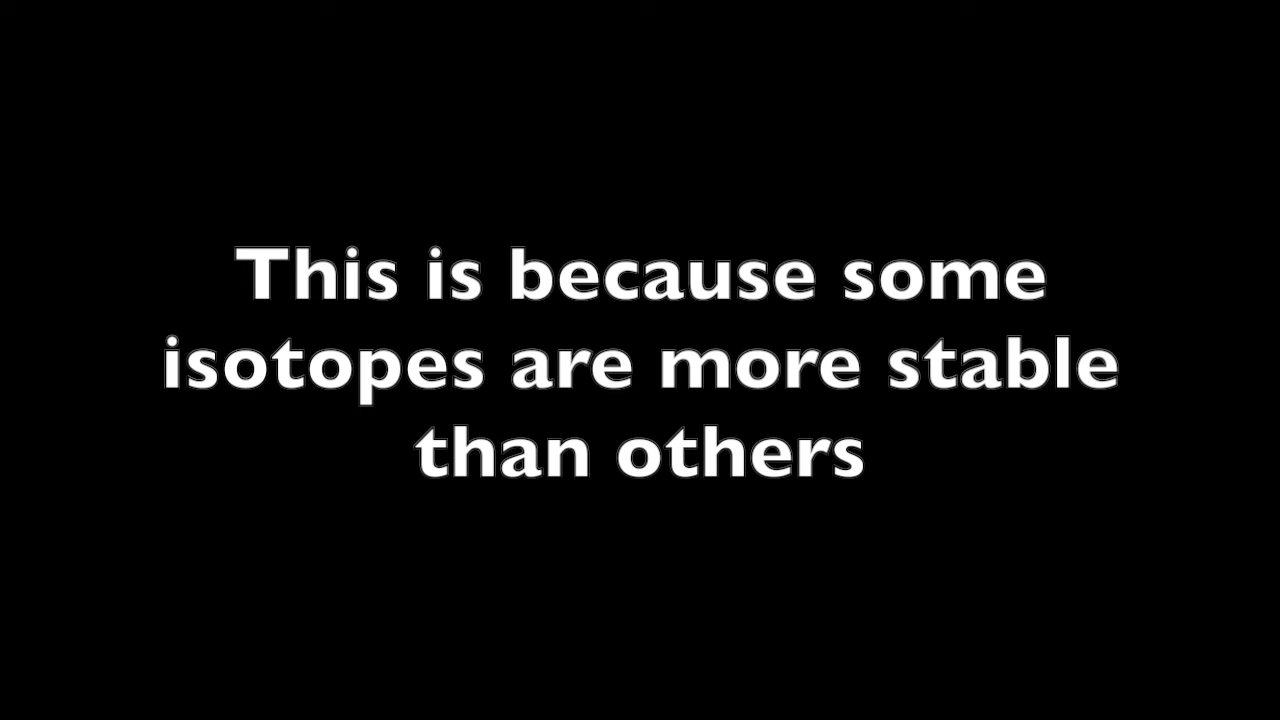 This is because some
isotopes are more stable
than others